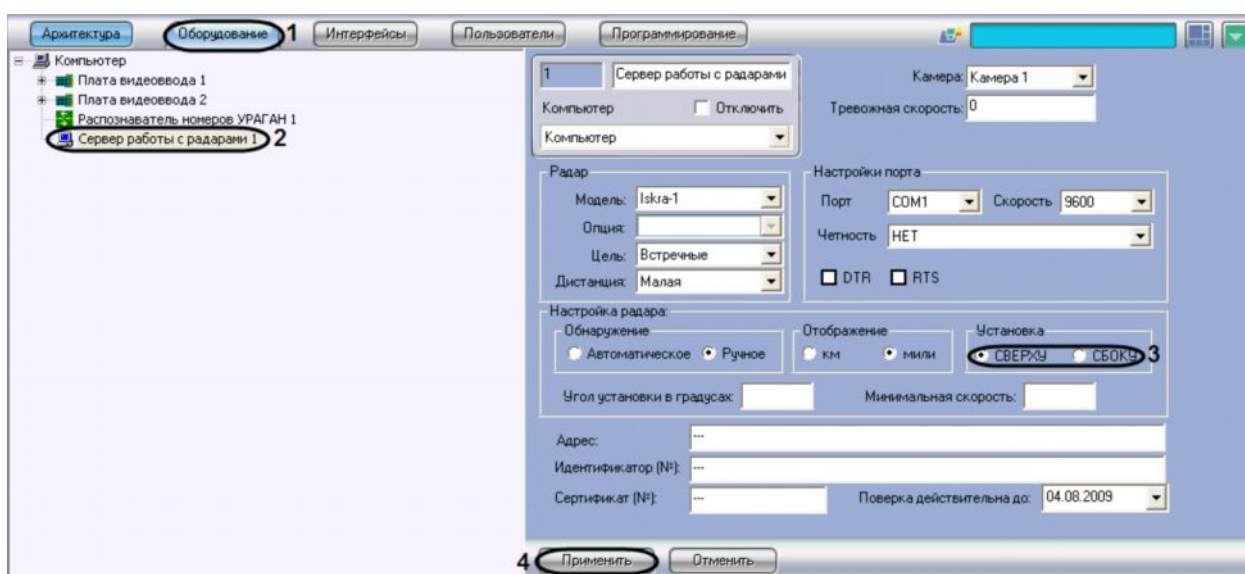 Архитектура Оборудование 1 Интерфейсы Пользователи Программирование
Компьютер
Плата видеоввода 1
Плата видеоввода 2
Распознаватель номеров УРАГАН 1
Сервер работы с радарами 1 2
1 Сервер работы с радарами
Компьютер Отключить
Компьютер
Камера: Камера 1
Тревожная скорость: 0
Радар
Модель: Iskra-1
Опция:
Цель: Встречные
Дистанция: Малая
Настройки порта
Порт COM1 Скорость 9600
Четность НЕТ
DTR RTS
Настройка радара:
Обнаружение
Автоматическое Ручное
Отображение
км мили
Установка
СВЕРХУ СБОКУ 3
Угол установки в градусах: Минимальная скорость:
Адрес: ---
Идентификатор (№): ---
Сертификат (№): --- Поверка действительна до: 04.08.2009
4 Применить Отменить